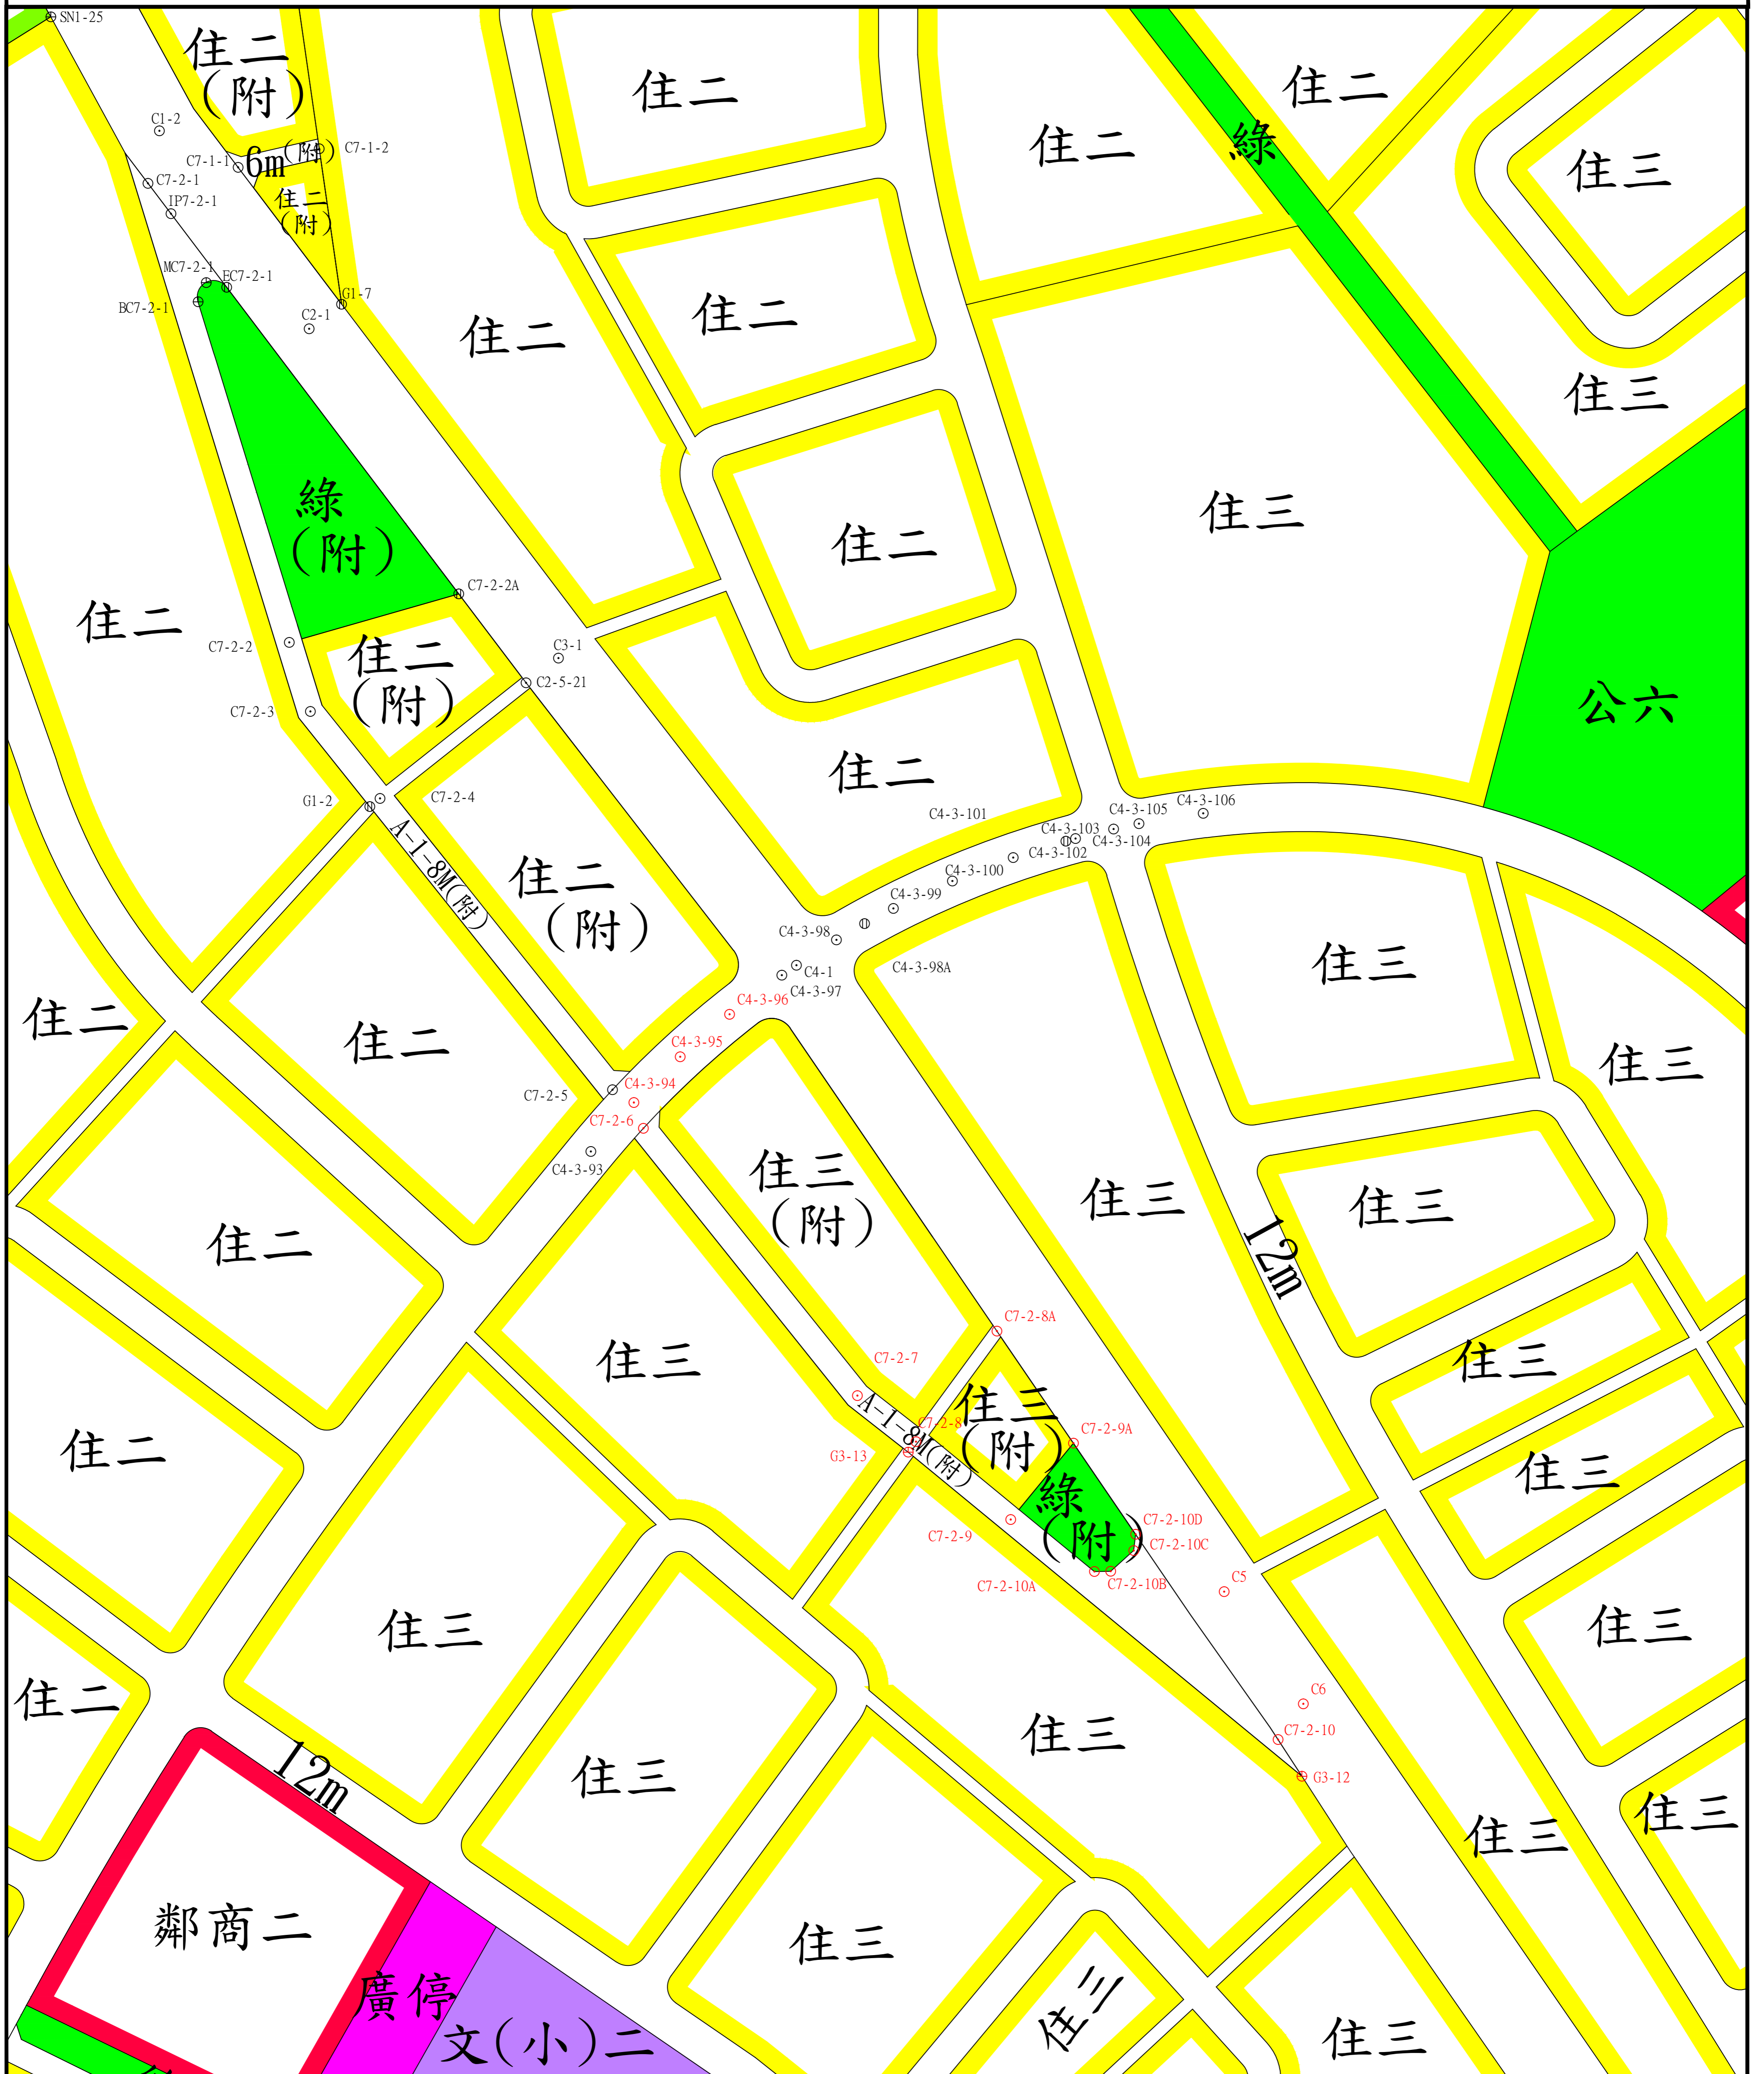 SN1-25
住二
(附)
住二
住二
綠
住二
住三
C1-2
C7-1-1
6m(附)
C7-1-2
C7-2-1
IP7-2-1
住二
(附)
MC7-2-1
EC7-2-1
BC7-2-1
G1-7
C2-1
住二
住二
住三
綠
(附)
住二
住三
C7-2-2A
住二
C7-2-2
住二
(附)
C3-1
C2-5-21
C7-2-3
公六
住二
G1-2
C7-2-4
A-1-8M(附)
C4-3-101
C4-3-106
C4-3-105
C4-3-103
C4-3-104
C4-3-102
C4-3-100
住二
(附)
C4-3-99
C4-3-98
C4-3-98A
C4-1
C4-3-97
住三
C4-3-96
住二
住二
C4-3-95
住三
C7-2-5
C4-3-94
C7-2-6
C4-3-93
住三
(附)
住三
住三
住二
12m
C7-2-8A
住三
C7-2-7
住三
A-1-8M(附)
C7-2-8
G3-13
住三
(附)
C7-2-9A
住二
住三
綠
(附)
C7-2-9
C7-2-10D
C7-2-10C
C7-2-10A
C7-2-10B
C5
住三
住三
住二
C6
住三
C7-2-10
G3-12
12m
住三
住三
住三
鄰商二
住三
廣停
住三
文(小)二
住三